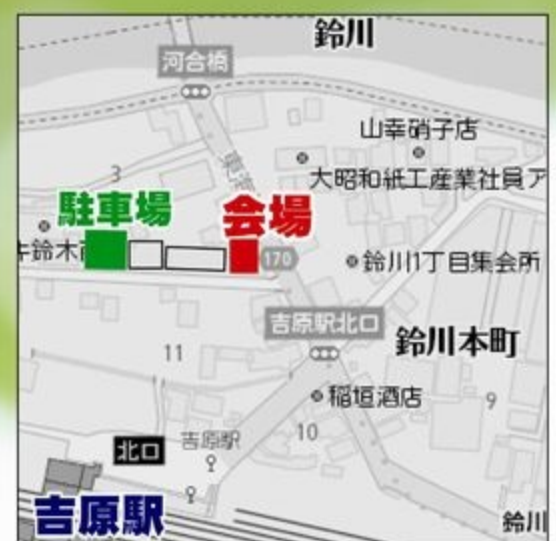 鈴川
河合橋
山幸硝子店
大昭和紙工産業社員ア
3
東海
駐車場
会場
鈴木
170
鈴川1丁目集会所
吉原駅北口
鈴川本町
11
稲垣酒店
9
10
吉原駅
北口
吉原駅
鈴川